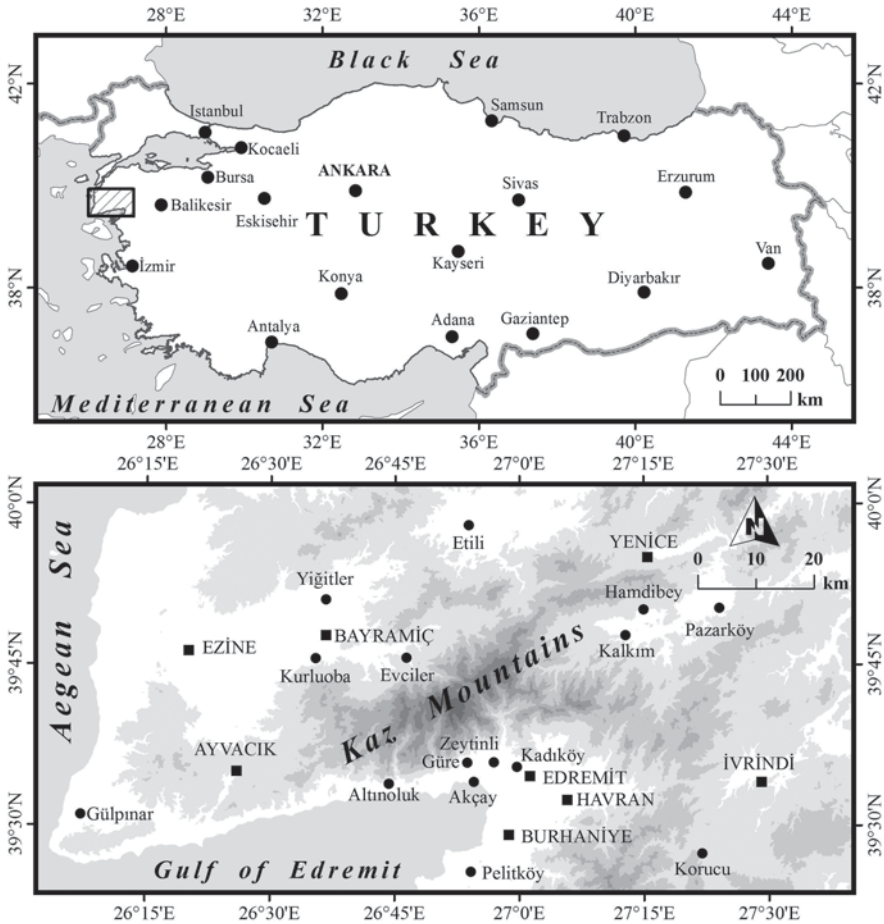 28°E 32°E 36°E 40°E 44°E
42°N
38°N
Black Sea
Istanbul
Samsun
Trabzon
Kocaeli
Bursa
ANKARA
Sivas
Erzurum
Balikesir
Eskisehir
TURKEY
Kayseri
Van
İzmir
Konya
Diyarbakır
Antalya
Adana
Gaziantep
0 100 200
km
Mediterranean Sea
28°E 32°E 36°E 40°E 44°E
26°15'E 26°30'E 26°45'E 27°0'E 27°15'E 27°30'E
40°0'N 40°0'N
39°45'N 39°45'N
39°30'N 39°30'N
Aegean Sea
Etili
YENİCE
N
0 10 20
km
Yiğitler
Hamdibey
EZİNE
BAYRAMİÇ
Pazarköy
Kalkım
Kurluoba
Evciler
Kaz Mountains
AYVACIK
Zeytinli
Güre
Kadıköy
İVRİNDİ
EDREMİT
Altınoluk
Akçay
HAVRAN
Gülpınar
BURHANİYE
Gulf of Edremit
Pelitköy
Korucu
26°15'E 26°30'E 26°45'E 27°0'E 27°15'E 27°30'E